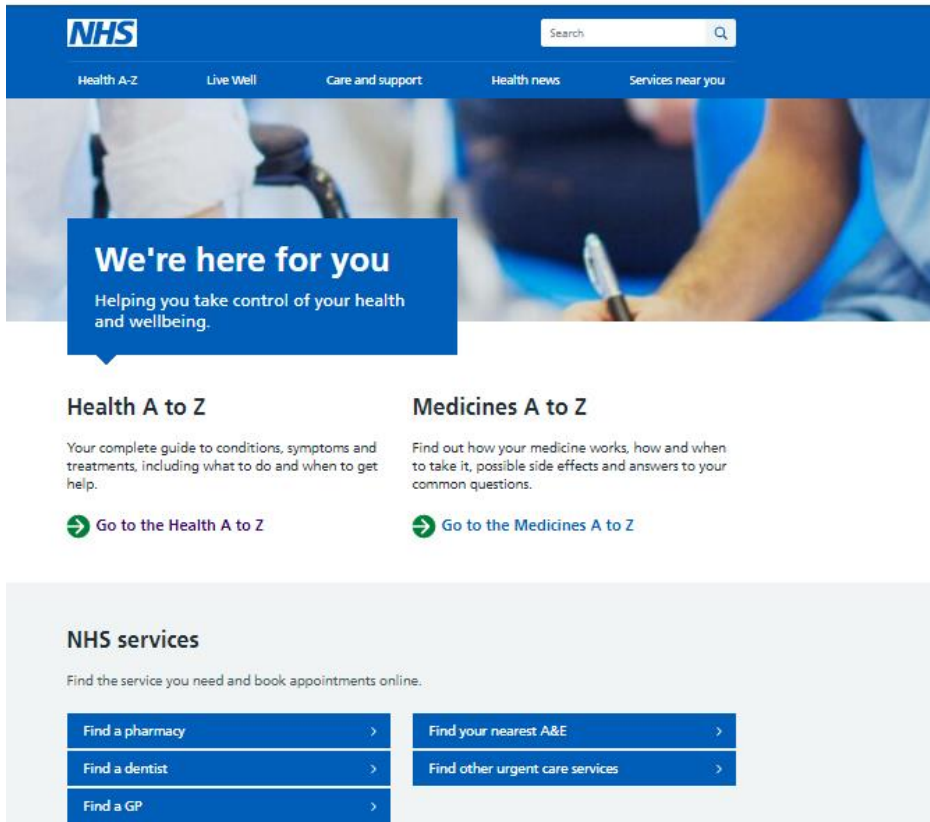 NHS
Search
Health A-Z Live Well Care and support Health news Services near you
We're here for you
Helping you take control of your health
and wellbeing.
Health A to Z
Your complete guide to conditions, symptoms and
treatments, including what to do and when to get
help.
Go to the Health A to Z
Medicines A to Z
Find out how your medicine works, how and when
to take it, possible side effects and answers to your
common questions.
Go to the Medicines A to Z
NHS services
Find the service you need and book appointments online.
Find a pharmacy
Find a dentist
Find a GP
Find your nearest A&E
Find other urgent care services